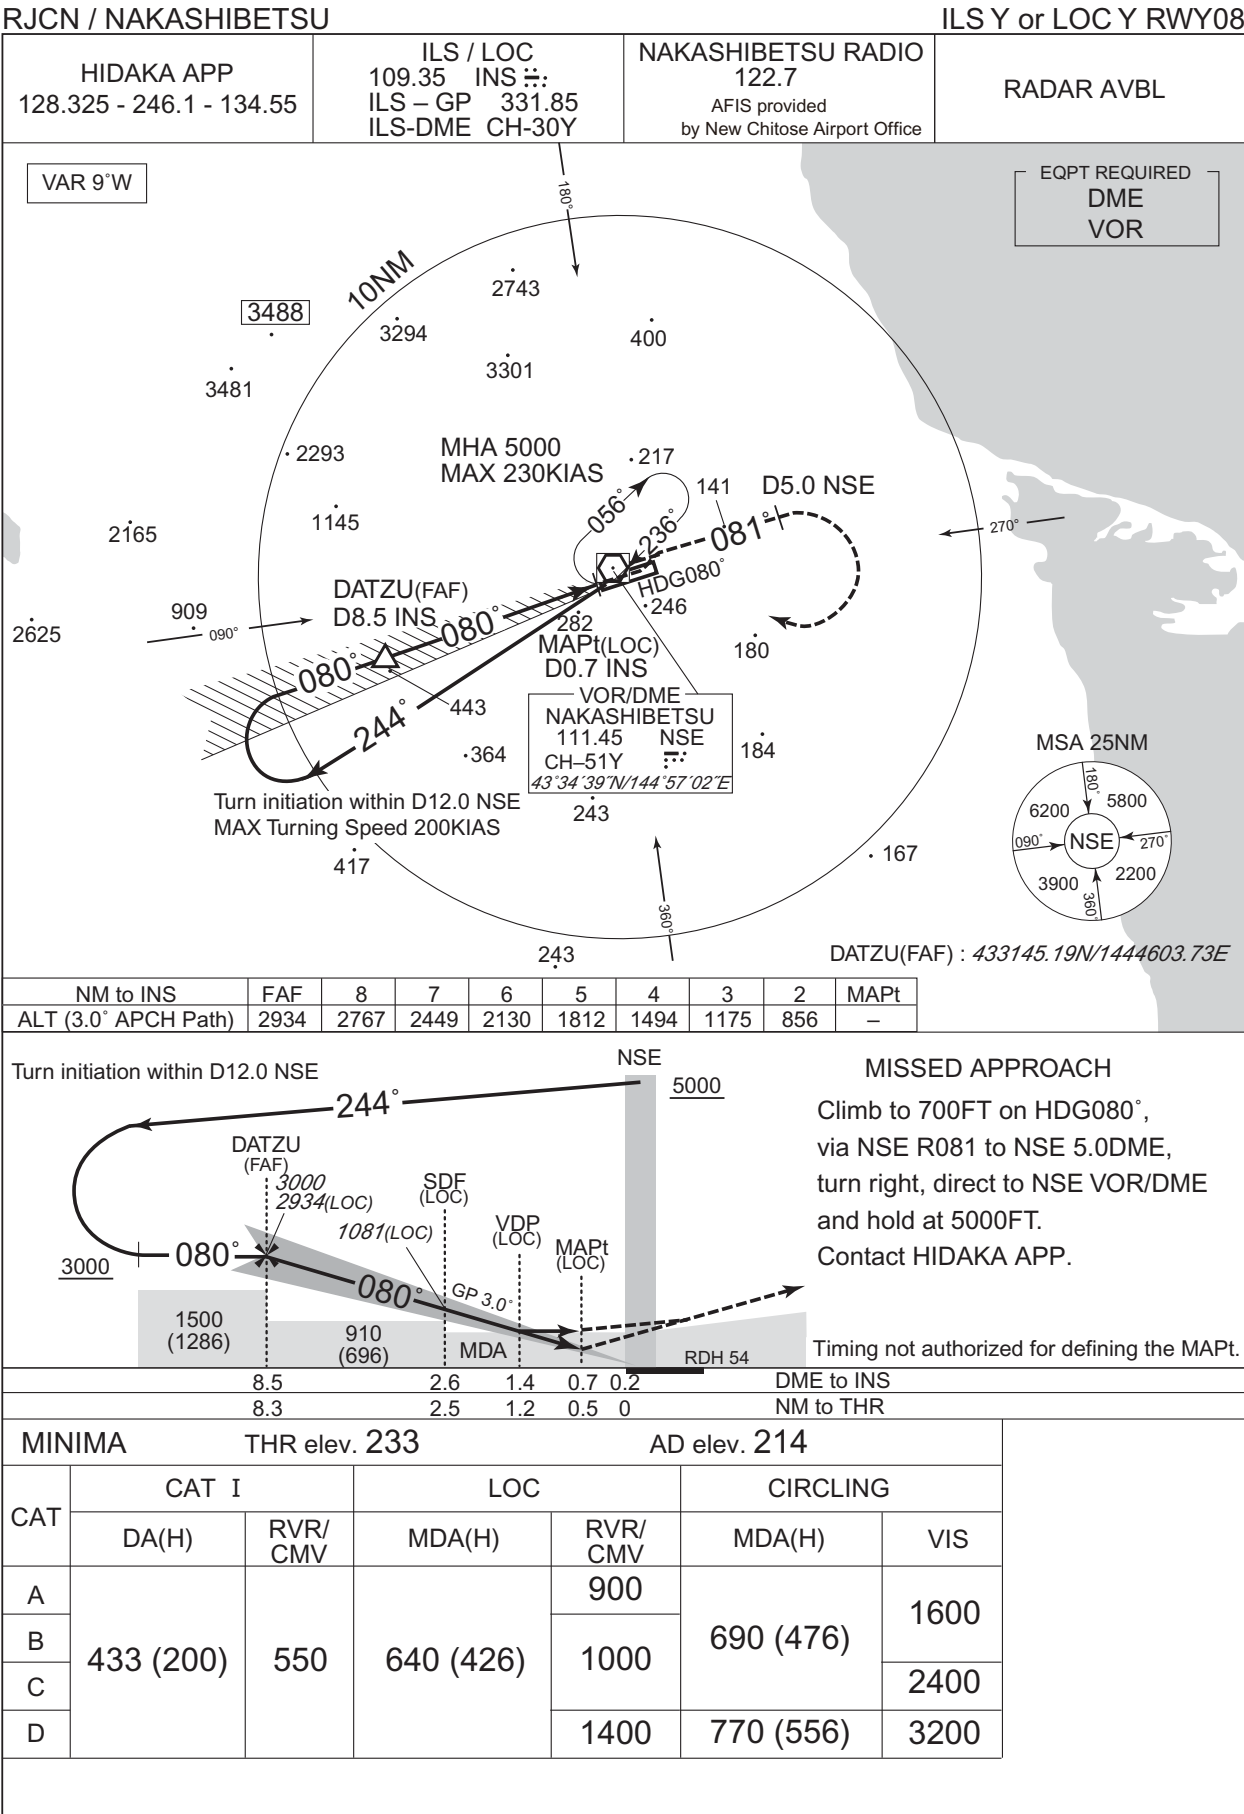 RJCN / NAKASHIBETSU
ILS Y or LOC Y RWY08
HIDAKA APP
128.325 - 246.1 - 134.55
ILS / LOC
109.35 INS
ILS – GP 331.85
ILS-DME CH-30Y
NAKASHIBETSU RADIO
122.7
AFIS provided
by New Chitose Airport Office
RADAR AVBL
VAR 9°W
EQPT REQUIRED
DME
VOR
180°
10NM
2743
3488
3294
400
3301
3481
2293
MHA 5000
MAX 230KIAS
217
141
D5.0 NSE
056°
236°
081°
270°
1145
2165
HDG080°
DATZU(FAF)
D8.5 INS
909
090°
2625
080°
282
246
MAPt(LOC)
D0.7 INS
180
080°
244°
443
364
VOR/DME
NAKASHIBETSU
111.45 NSE
CH–51Y
43°34′39″N/144°57′02″E
184
243
Turn initiation within D12.0 NSE
MAX Turning Speed 200KIAS
417
167
360°
243
MSA 25NM
180°
6200
5800
090°
NSE
270°
3900
2200
360°
DATZU(FAF) : 433145.19N/1444603.73E
NM to INS FAF 8 7 6 5 4 3 2 MAPt
ALT (3.0° APCH Path) 2934 2767 2449 2130 1812 1494 1175 856 –
Turn initiation within D12.0 NSE
NSE
5000
244°
DATZU
(FAF)
3000
2934(LOC)
SDF
(LOC)
1081(LOC)
VDP
(LOC)
MAPt
(LOC)
3000
080°
080°
GP 3.0°
1500
(1286)
910
(696)
MDA
RDH 54
MISSED APPROACH
Climb to 700FT on HDG080°,
via NSE R081 to NSE 5.0DME,
turn right, direct to NSE VOR/DME
and hold at 5000FT.
Contact HIDAKA APP.
Timing not authorized for defining the MAPt.
8.5 2.6 1.4 0.7 0.2 DME to INS
8.3 2.5 1.2 0.5 0 NM to THR
MINIMA THR elev. 233 AD elev. 214
CAT CAT I LOC CIRCLING
DA(H) RVR/CMV MDA(H) RVR/CMV MDA(H) VIS
A 433 (200) 550 640 (426) 900 690 (476) 1600
B 1000
C 2400
D 1400 770 (556) 3200